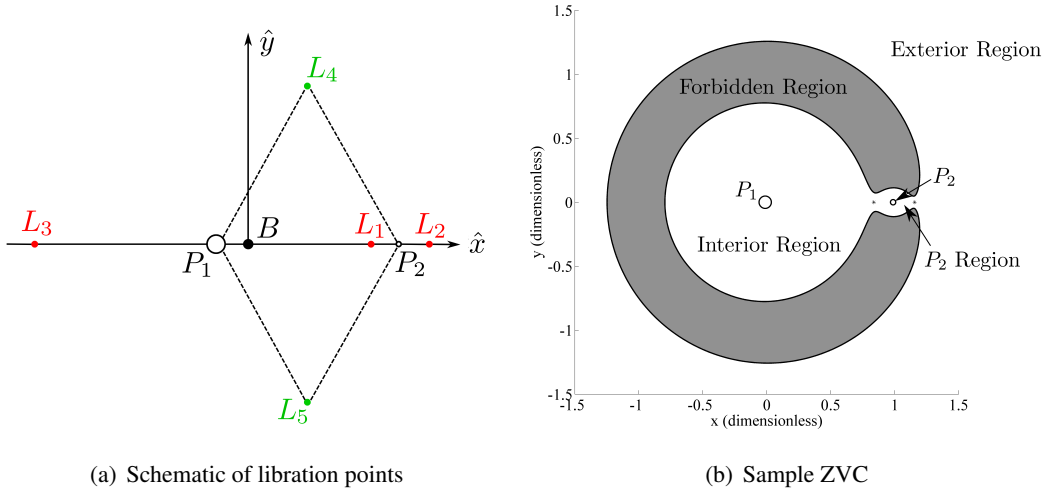 ŷ
L₄
L₃
B
L₁
L₂
x̂
P₁
P₂
L₅
(a) Schematic of libration points
1.5
1
0.5
0
-0.5
-1
-1.5
y (dimensionless)
Exterior Region
Forbidden Region
P₁
P₂
Interior Region
P₂ Region
-1.5
-1
-0.5
0
0.5
1
1.5
x (dimensionless)
(b) Sample ZVC